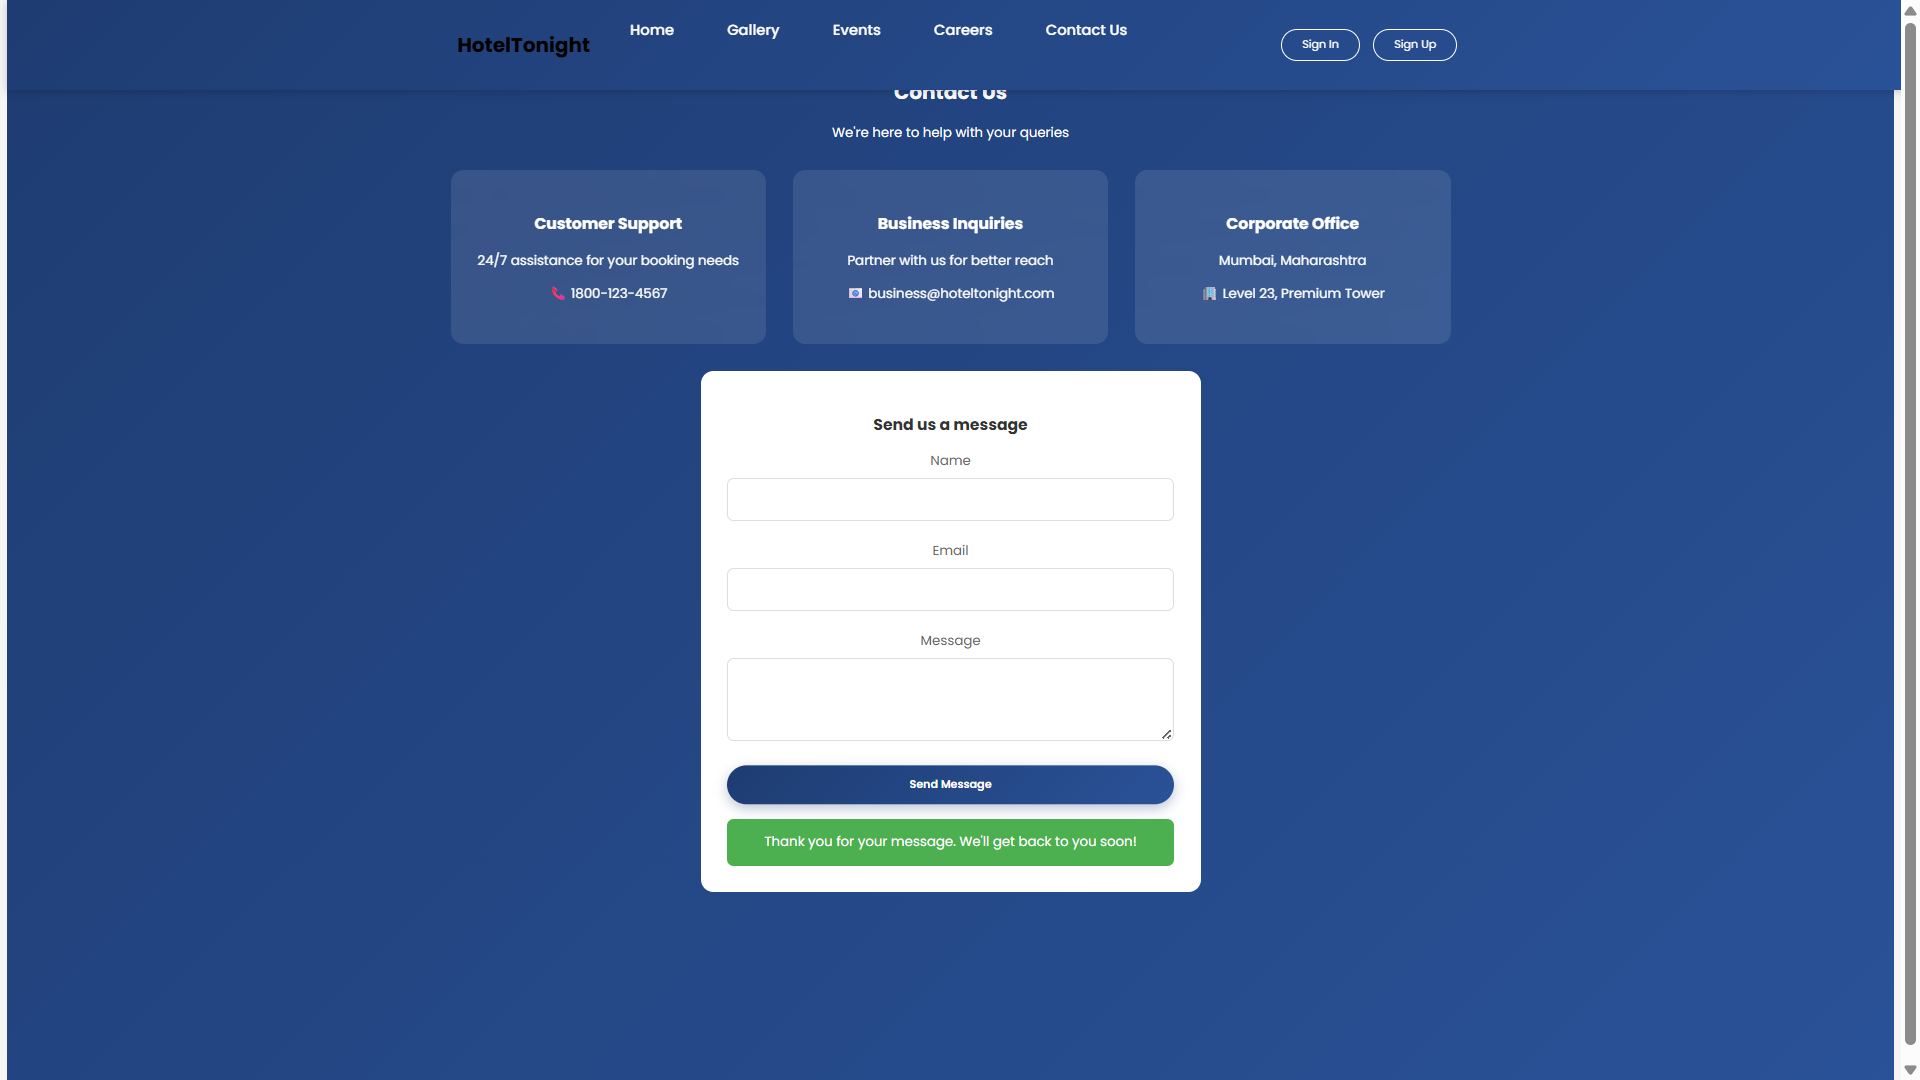 HotelTonight
Home
Gallery
Events
Careers
Contact Us
Sign In
Sign Up
Contact Us
We're here to help with your queries
Customer Support
24/7 assistance for your booking needs
1800-123-4567
Business Inquiries
Partner with us for better reach
business@hoteltonight.com
Corporate Office
Mumbai, Maharashtra
Level 23, Premium Tower
Send us a message
Name
Email
Message
Send Message
Thank you for your message. We'll get back to you soon!